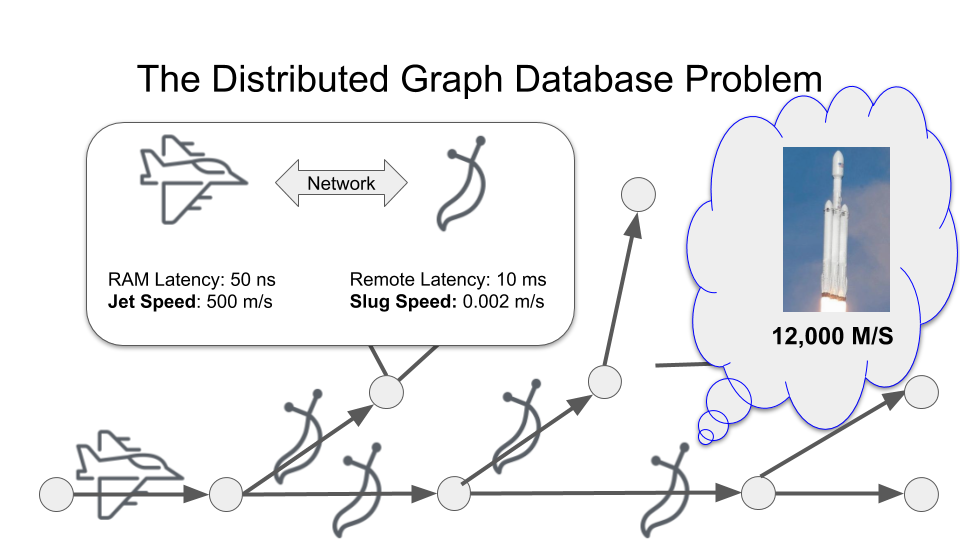 The Distributed Graph Database Problem
Network
RAM Latency: 50 ns
Jet Speed: 500 m/s
Remote Latency: 10 ms
Slug Speed: 0.002 m/s
12,000 M/S